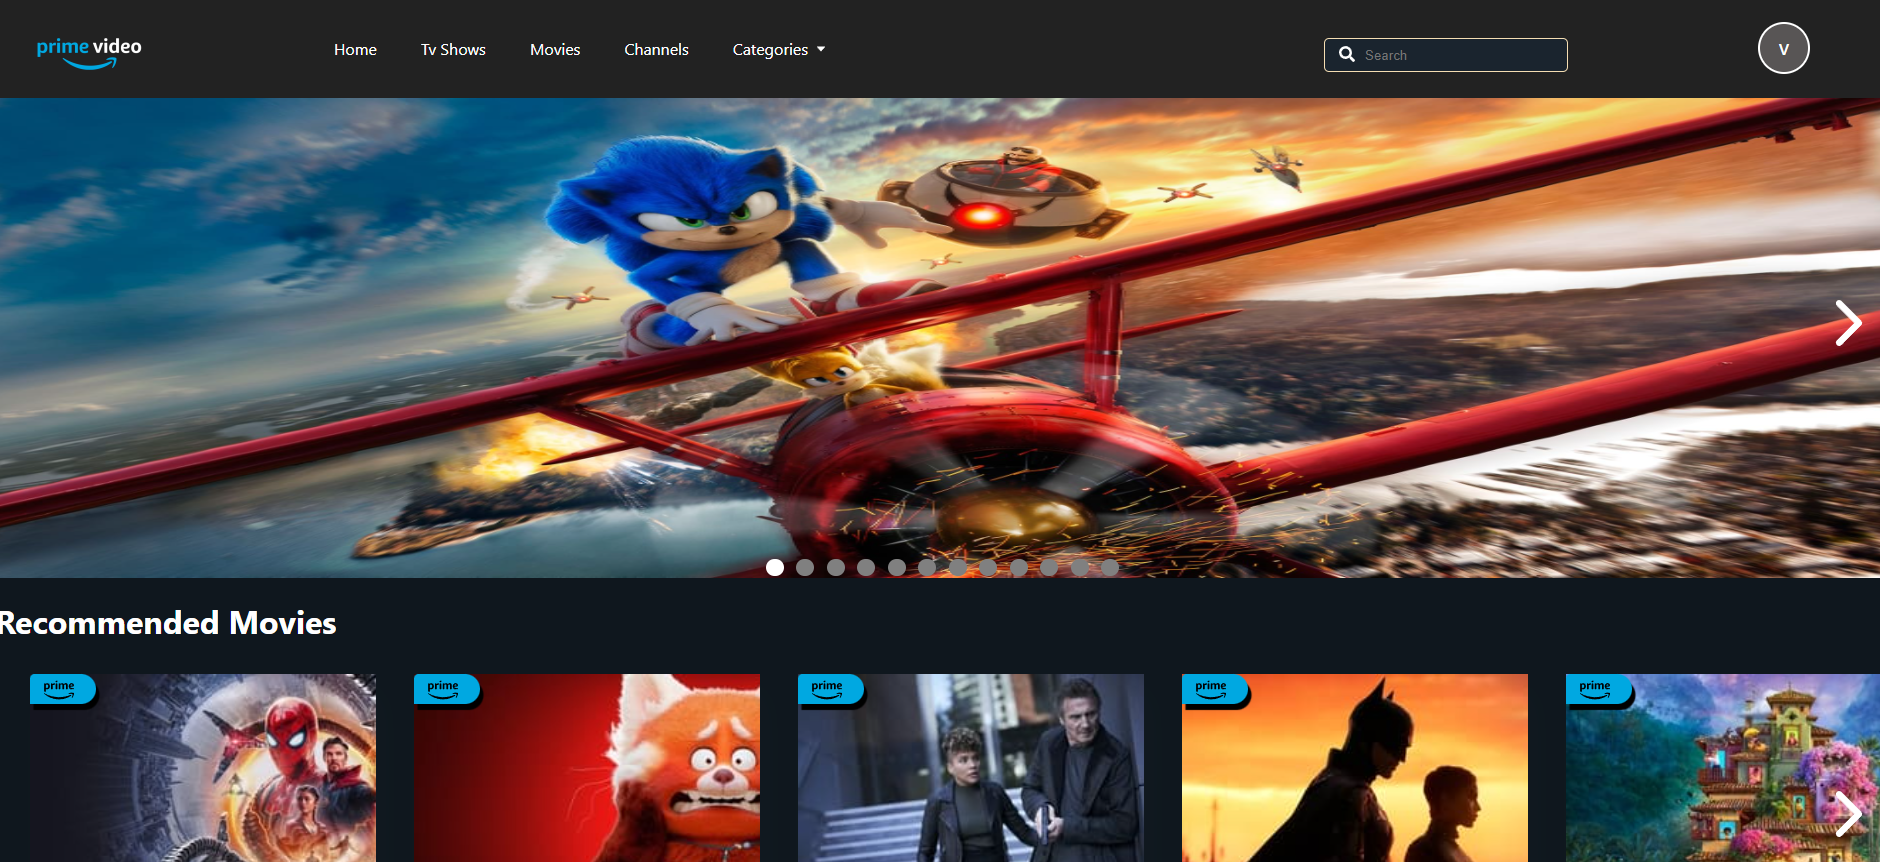 prime video
Home Tv Shows Movies Channels Categories
Search
V
Recommended Movies
prime
prime
prime
prime
prime